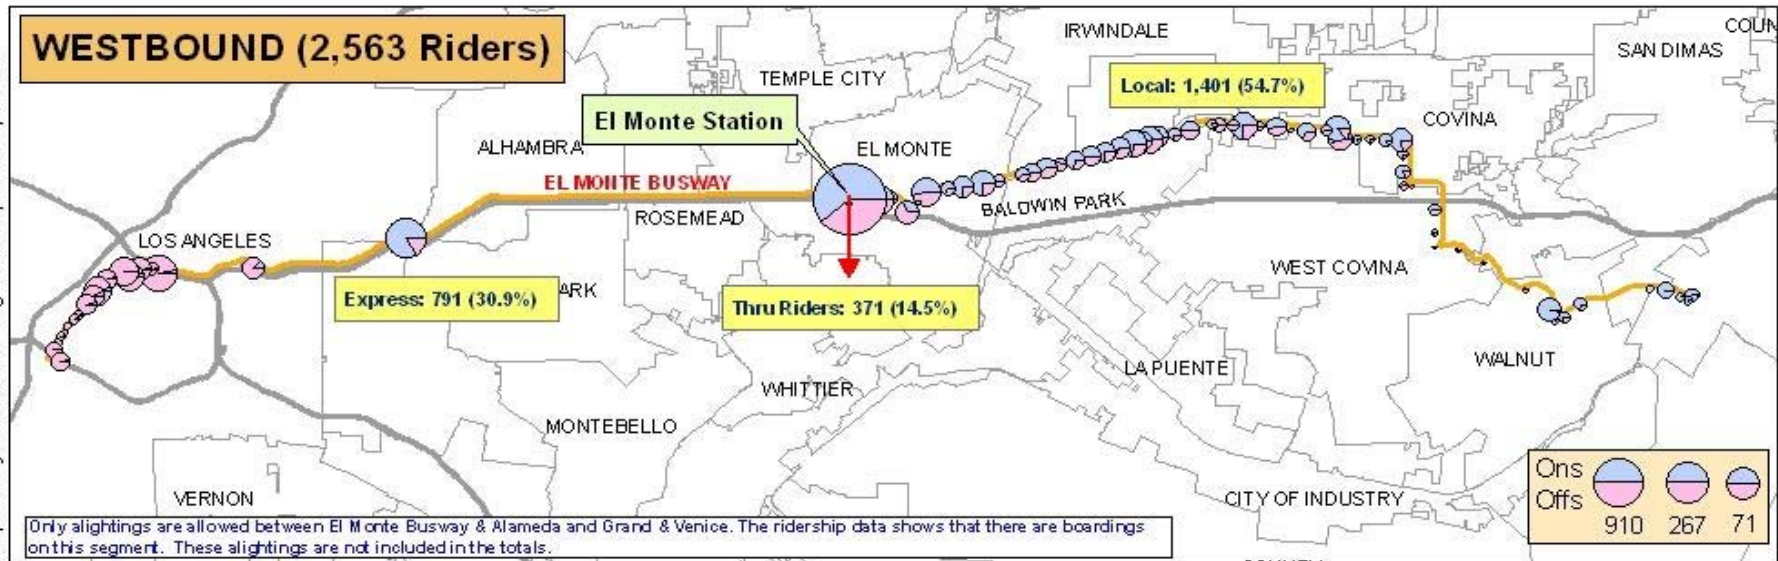 WESTBOUND (2,563 Riders)
IRWINDALE
COUN
SAN DIMAS
TEMPLE CITY
Local: 1,401 (54.7%)
El Monte Station
COVINA
ALHAMBRA
EL MONTE
EL MONTE BUSWAY
ROSEMEAD
BALDWIN PARK
LOS ANGELES
WEST COVINA
Express: 791 (30.9%)
ARK
Thru Riders: 371 (14.5%)
WALNUT
LA PUENTE
WHITTIER
MONTEBELLO
VERNON
CITY OF INDUSTRY
Ons
Offs
910 267 71
Only alightings are allowed between El Monte Busway & Alameda and Grand & Venice. The ridership data shows that there are boardings
on this segment. These alightings are not included in the totals.